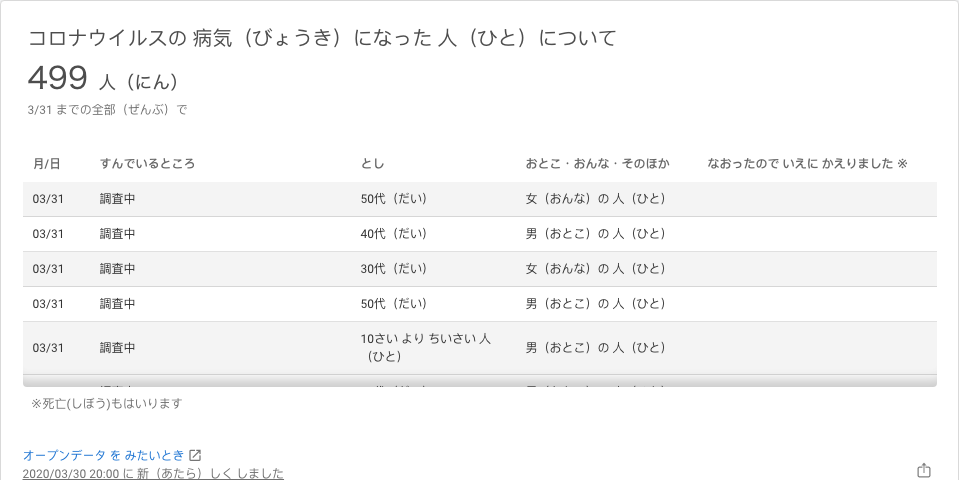 コロナウイルスの 病気（びょうき）になった 人（ひと）について
499 人（にん）
3/31 までの全部（ぜんぶ）で
月/日 すんでいるところ とし おとこ・おんな・そのほか なおったので いえに かえりました ※
03/31 調査中 50代（だい） 女（おんな）の 人（ひと）
03/31 調査中 40代（だい） 男（おとこ）の 人（ひと）
03/31 調査中 30代（だい） 女（おんな）の 人（ひと）
03/31 調査中 50代（だい） 男（おとこ）の 人（ひと）
03/31 調査中 10さい より ちいさい 人
（ひと） 男（おとこ）の 人（ひと）
※死亡(しぼう)もはいります
オープンデータ を みたいとき
2020/03/30 20:00 に 新（あたら）しく しました